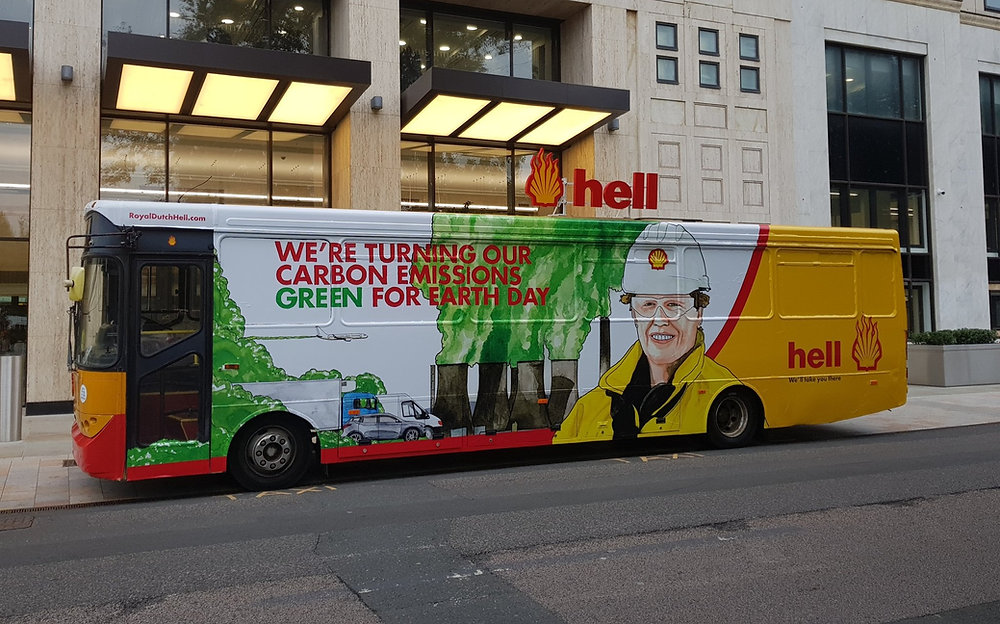 hell
RoyalDutchHell.com
WE'RE TURNING OUR
CARBON EMISSIONS
GREEN FOR EARTH DAY
hell
We'll take you there